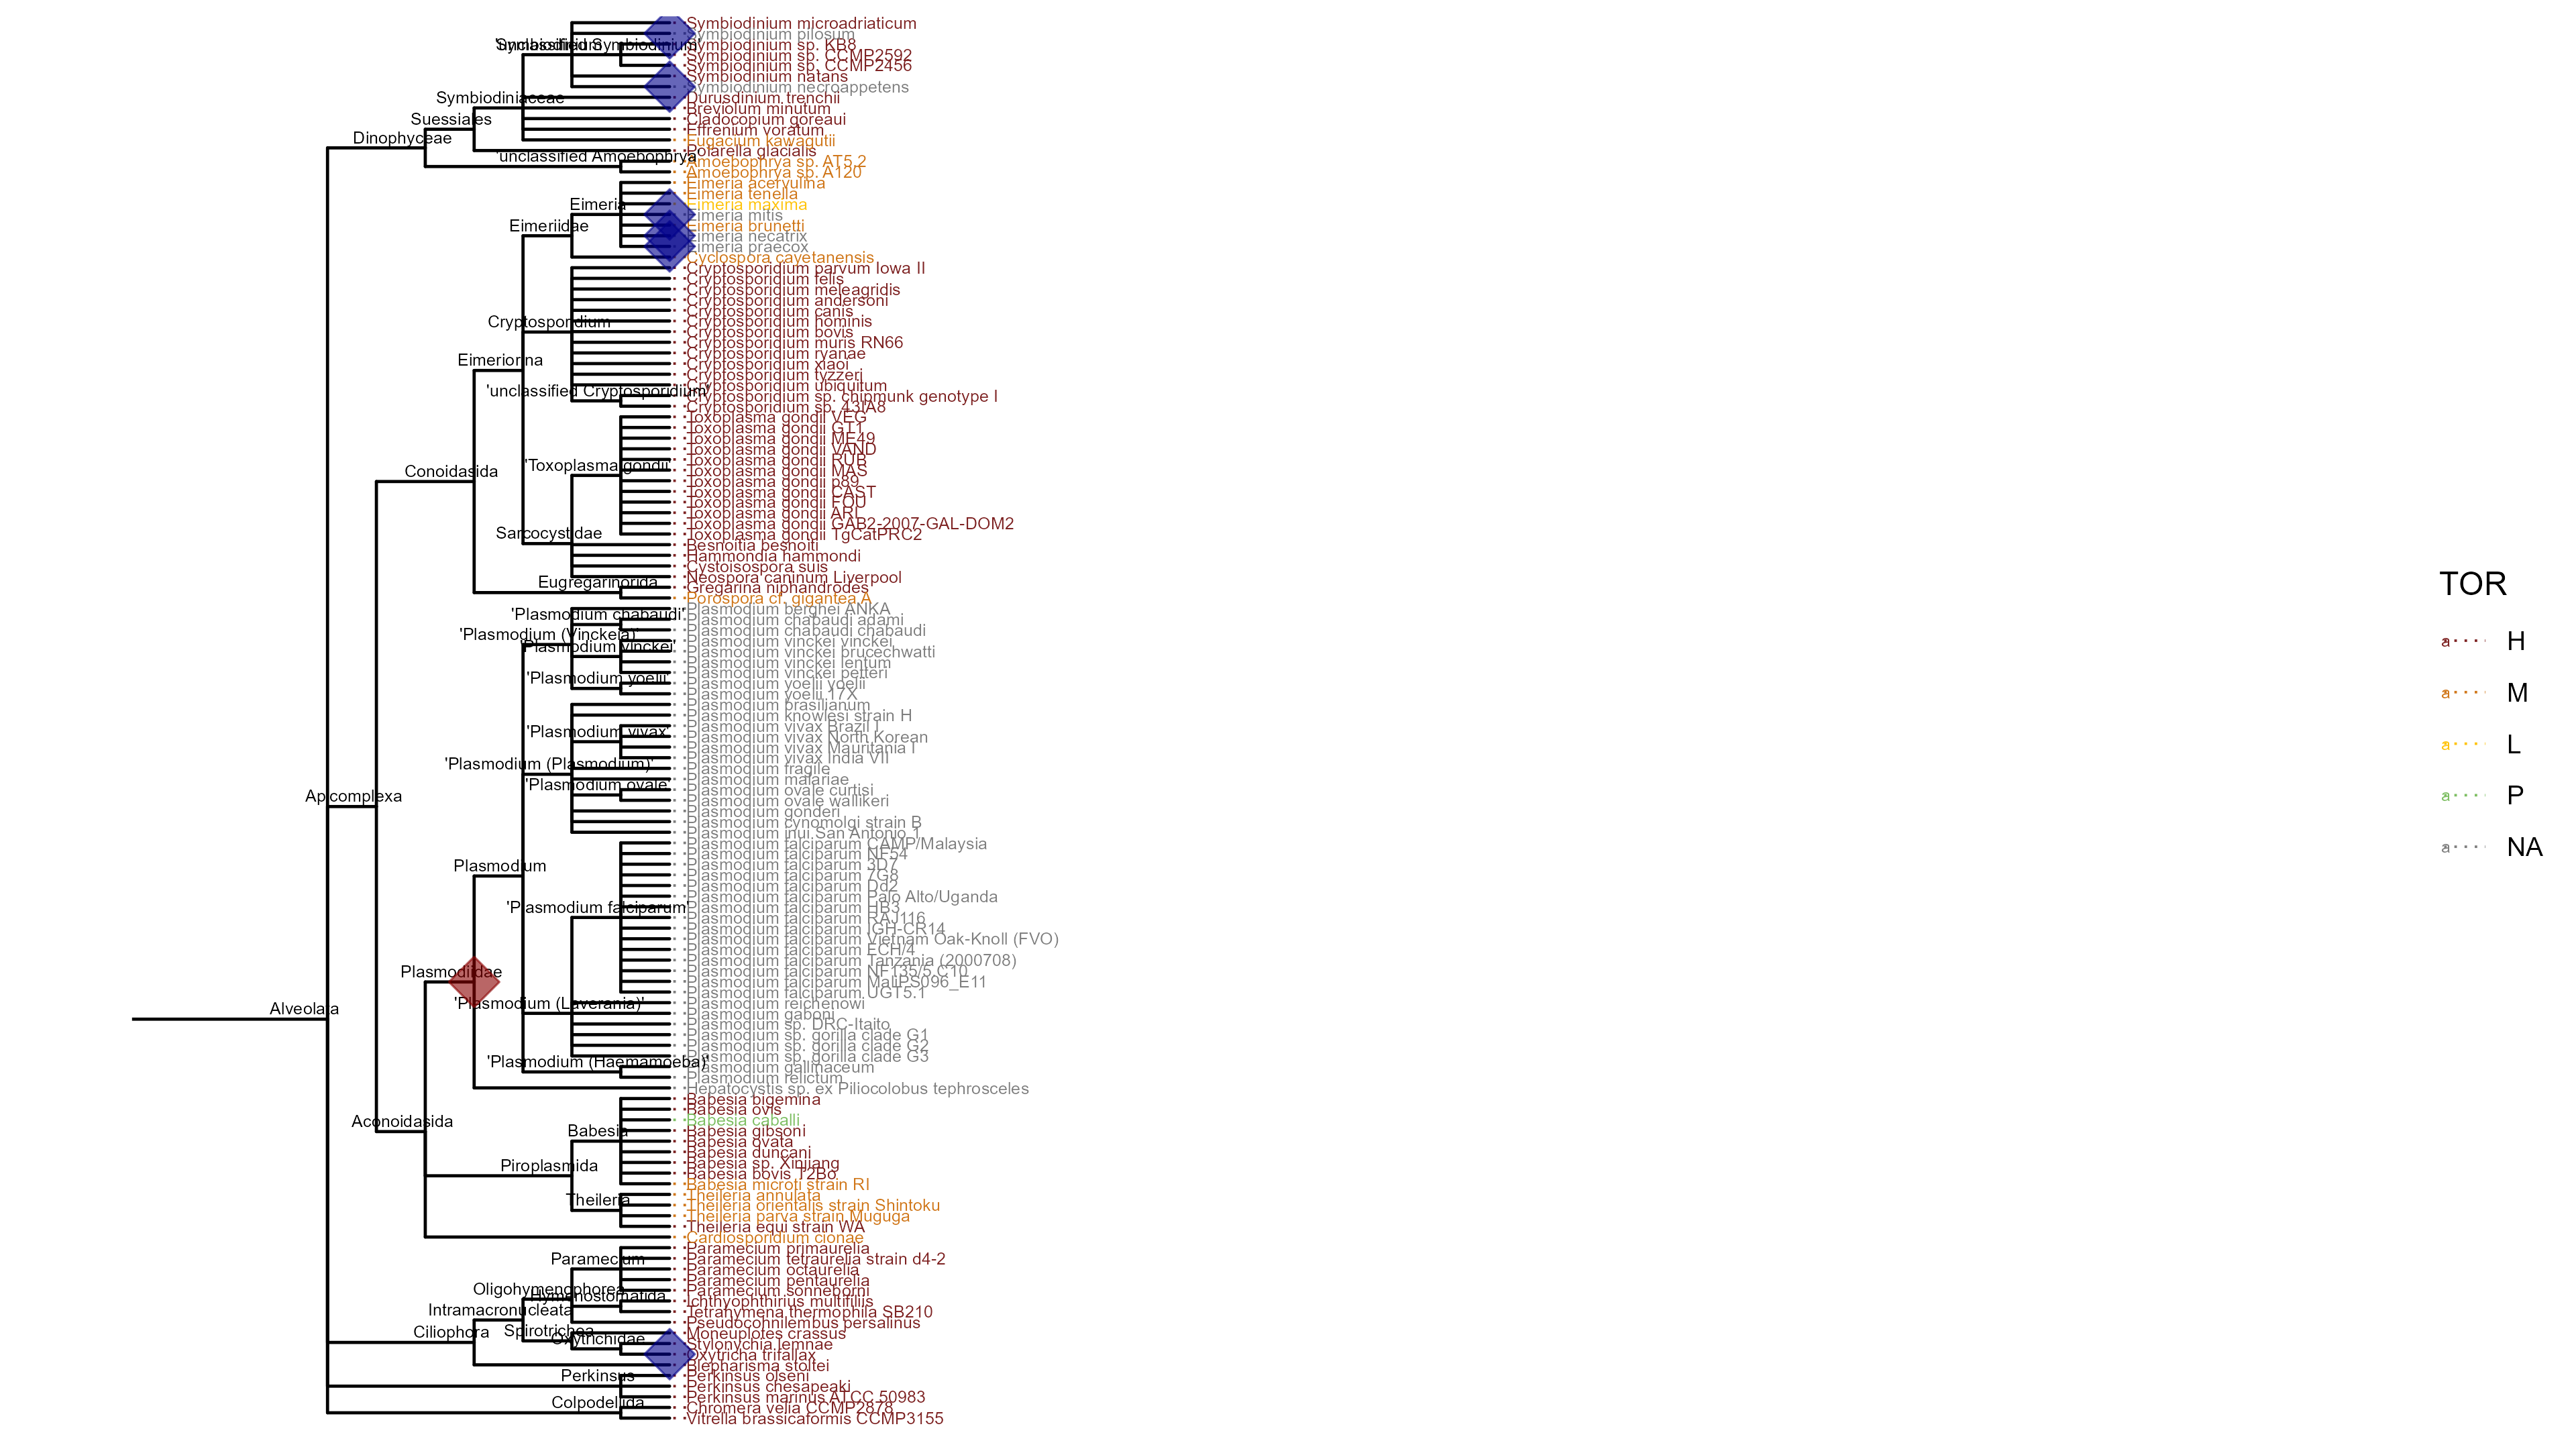 Symbiodinium microadriaticum
Symbiodinium pilosum
Symbiodinium sp. KB8
Symbiodinium sp. CCMP2592
Symbiodinium sp. CCMP2456
Symbiodinium natans
Symbiodinium necroappetens
Durusdinium trenchii
Breviolum minutum
Cladocopium goreaui
Effrenium voratum
Fugacium kawagutii
Polarella glacialis
Amoebophrya sp. AT5.2
Amoebophrya sp. A120
Eimeria acervulina
Eimeria tenella
Eimeria maxima
Eimeria mitis
Eimeria brunetti
Eimeria necatrix
Eimeria praecox
Cyclospora cayetanensis
Cryptosporidium parvum Iowa II
Cryptosporidium felis
Cryptosporidium meleagridis
Cryptosporidium andersoni
Cryptosporidium canis
Cryptosporidium hominis
Cryptosporidium bovis
Cryptosporidium muris RN66
Cryptosporidium ryanae
Cryptosporidium xiaoi
Cryptosporidium tyzzeri
Cryptosporidium ubiquitum
Cryptosporidium sp. chipmunk genotype I
Cryptosporidium sp. 43IA8
Toxoplasma gondii VEG
Toxoplasma gondii GT1
Toxoplasma gondii ME49
Toxoplasma gondii VAND
Toxoplasma gondii RUB
Toxoplasma gondii MAS
Toxoplasma gondii p89
Toxoplasma gondii CAST
Toxoplasma gondii FOU
Toxoplasma gondii ARI
Toxoplasma gondii GAB2-2007-GAL-DOM2
Toxoplasma gondii TgCatPRC2
Besnoitia besnoiti
Hammondia hammondi
Cystoisospora suis
Neospora caninum Liverpool
Gregarina niphandrodes
Porospora cf. gigantea A
Plasmodium berghei ANKA
Plasmodium chabaudi adami
Plasmodium chabaudi chabaudi
Plasmodium vinckei vinckei
Plasmodium vinckei brucechwatti
Plasmodium vinckei lentum
Plasmodium vinckei petteri
Plasmodium yoelii yoelii
Plasmodium yoelii 17X
Plasmodium brasilianum
Plasmodium knowlesi strain H
Plasmodium vivax Brazil I
Plasmodium vivax North Korean
Plasmodium vivax Mauritania I
Plasmodium vivax India VII
Plasmodium fragile
Plasmodium malariae
Plasmodium ovale curtisi
Plasmodium ovale wallikeri
Plasmodium gonderi
Plasmodium cynomolgi strain B
Plasmodium inui San Antonio 1
Plasmodium falciparum CAMP/Malaysia
Plasmodium falciparum NF54
Plasmodium falciparum 3D7
Plasmodium falciparum 7G8
Plasmodium falciparum Dd2
Plasmodium falciparum Palo Alto/Uganda
Plasmodium falciparum HB3
Plasmodium falciparum RAJ116
Plasmodium falciparum IGH-CR14
Plasmodium falciparum Vietnam Oak-Knoll (FVO)
Plasmodium falciparum FCH/4
Plasmodium falciparum Tanzania (2000708)
Plasmodium falciparum NF135/5.C10
Plasmodium falciparum MaliPS096_E11
Plasmodium falciparum UGT5.1
Plasmodium reichenowi
Plasmodium gaboni
Plasmodium sp. DRC-Itaito
Plasmodium sp. gorilla clade G1
Plasmodium sp. gorilla clade G2
Plasmodium sp. gorilla clade G3
Plasmodium gallinaceum
Plasmodium relictum
Hepatocystis sp. ex Piliocolobus tephrosceles
Babesia bigemina
Babesia ovis
Babesia caballi
Babesia gibsoni
Babesia ovata
Babesia duncani
Babesia sp. Xinjiang
Babesia bovis T2Bo
Babesia microti strain RI
Theileria annulata
Theileria orientalis strain Shintoku
Theileria parva strain Muguga
Theileria equi strain WA
Cardiosporidium cionae
Paramecium primaurelia
Paramecium tetraurelia strain d4-2
Paramecium octaurelia
Paramecium pentaurelia
Paramecium sonneborni
Ichthyophthirius multifiliis
Tetrahymena thermophila SB210
Pseudocohnilembus persalinus
Moneuplotes crassus
Stylonychia lemnae
Oxytricha trifallax
Blepharisma stoltei
Perkinsus olseni
Perkinsus chesapeaki
Perkinsus marinus ATCC 50983
Chromera velia CCMP2878
Vitrella brassicaformis CCMP3155
Symbiodinium
'unclassified Symbiodinium'
Symbiodiniaceae
Suessiales
Dinophyceae
'unclassified Amoebophrya'
Eimeria
Eimeriidae
Cryptosporidium
Eimeriorina
'unclassified Cryptosporidium'
'Toxoplasma gondii'
Conoidasida
Sarcocystidae
Eugregarinorida
'Plasmodium chabaudi'
'Plasmodium (Vinckeia)'
'Plasmodium vinckei'
'Plasmodium yoelii'
'Plasmodium vivax'
'Plasmodium (Plasmodium)'
'Plasmodium ovale'
Apicomplexa
Plasmodium
'Plasmodium falciparum'
Plasmodiidae
'Plasmodium (Laverania)'
Alveolata
'Plasmodium (Haemamoeba)'
Aconoidasida
Babesia
Piroplasmida
Theileria
Paramecium
Oligohymenophorea
Hymenostomatida
Intramacronucleata
Spirotrichea
Ciliophora
Oxytrichidae
Perkinsus
Colpodellida
TOR
a H
a M
a L
a P
a NA